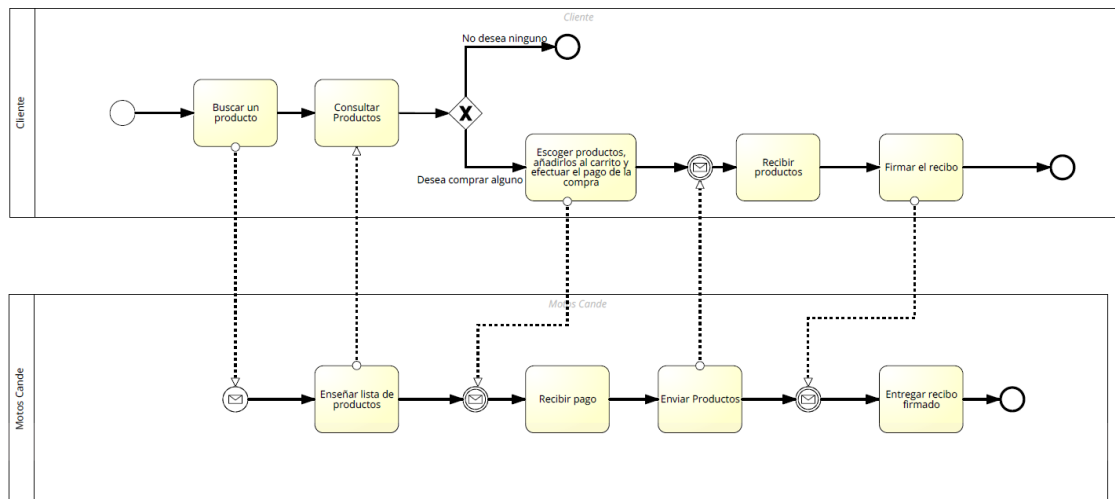 Cliente
Cliente
No desea ninguno
Buscar un
producto
Consultar
Productos
Desea comprar alguno
Escoger productos,
añadirlos al carrito y
efectuar el pago de la
compra
Recibir
productos
Firmar el recibo
Motos Cande
Motos Cande
Enseñar lista de
productos
Recibir pago
Enviar Productos
Entregar recibo
firmado